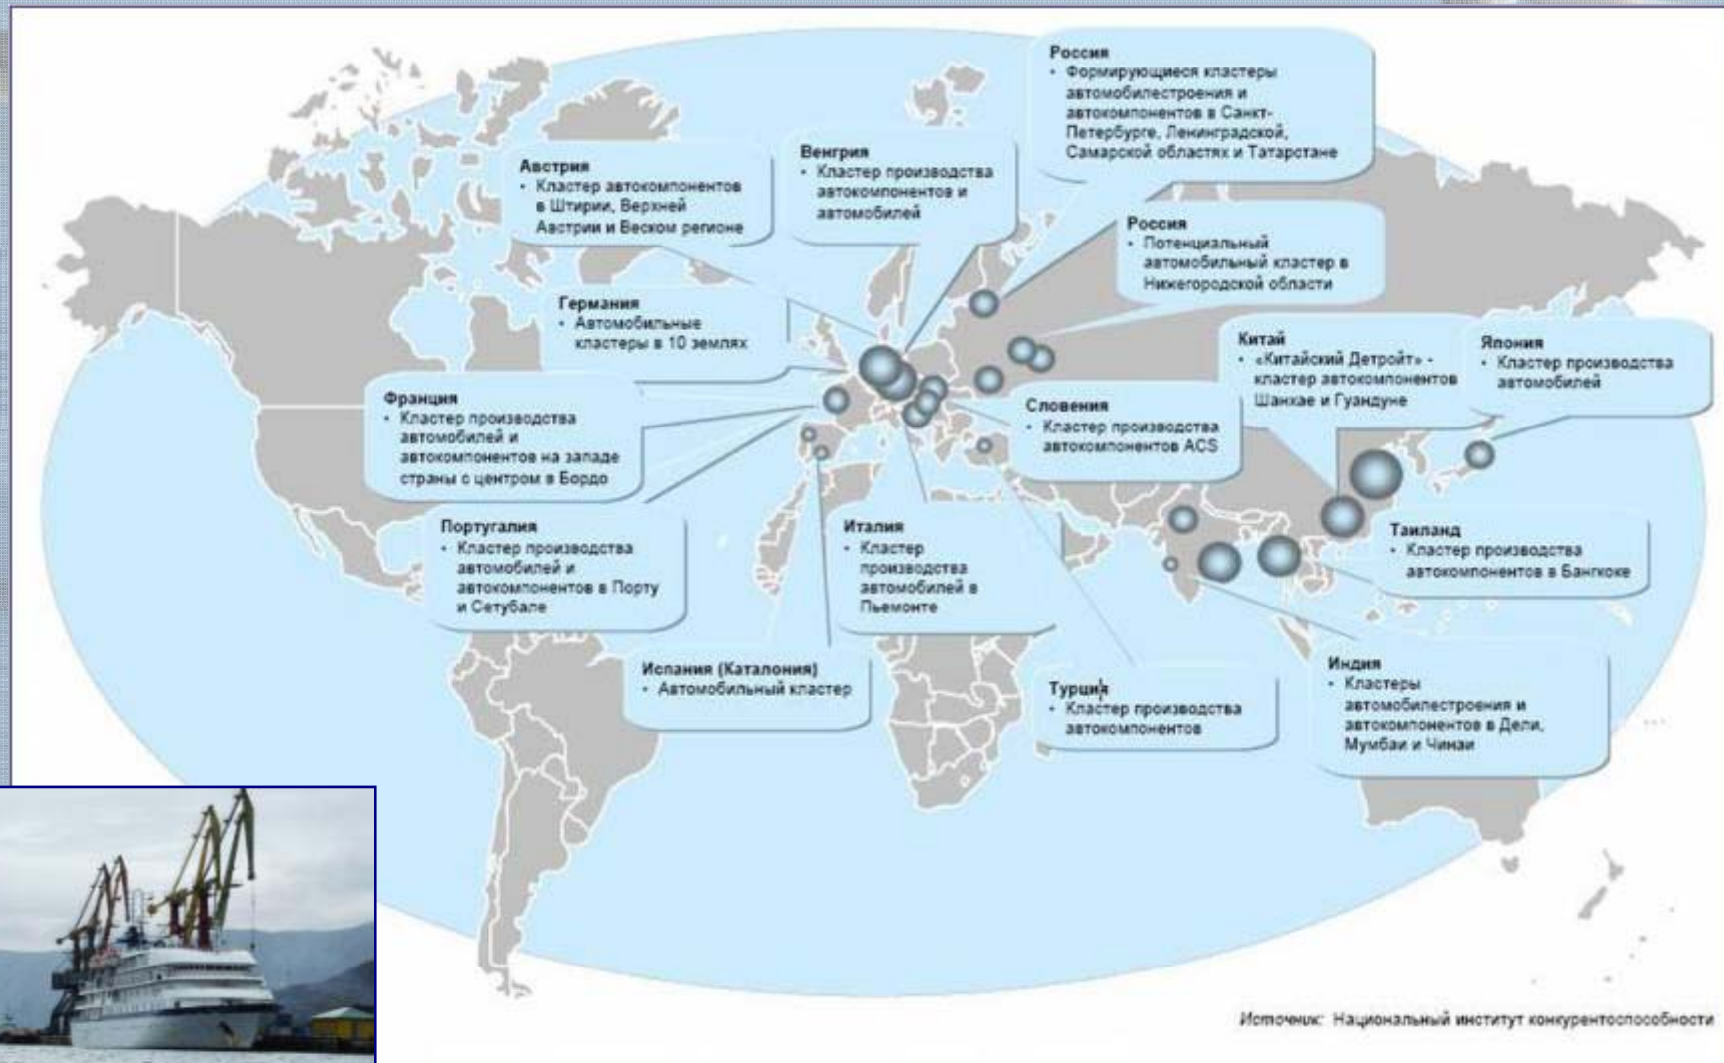 Россия
• Формирующиеся кластеры
автомобилестроения и
автокомпонентов в Санкт-
Петербурге, Ленинградской,
Самарской областях и Татарстане
Австрия
• Кластер автокомпонентов
в Штирии, Верхней
Австрии и Веском регионе
Венгрия
• Кластер производства
автокомпонентов и
автомобилей
Россия
• Потенциальный
автомобильный кластер в
Нижегородской области
Германия
• Автомобильные
кластеры в 10 землях
Китай
• «Китайский Детройт» -
кластер автокомпонентов
Шанхае и Гуандуне
Япония
• Кластер производства
автомобилей
Франция
• Кластер производства
автомобилей и
автокомпонентов на западе
страны с центром в Бордо
Словения
• Кластер производства
автокомпонентов ACS
Португалия
• Кластер производства
автомобилей и
автокомпонентов в Порту
и Сетубале
Италия
• Кластер
производства
автомобилей в
Пьемонте
Таиланд
• Кластер производства
автокомпонентов в Бангкоке
Испания (Каталония)
• Автомобильный кластер
Турция
• Кластер производства
автокомпонентов
Индия
• Кластеры
автомобилестроения и
автокомпонентов в Дели,
Мумбаи и Чинаи
Источник: Национальный институт конкурентоспособности